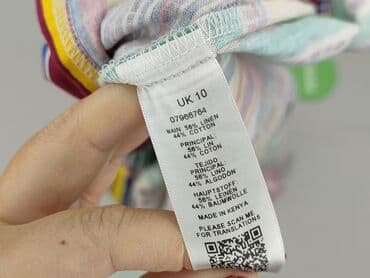 UK 10
07966764
MAIN: 56% LINEN
44% COTTON
PRINCIPAL:
56% LIN
44% COTON
TEJIDO
PRINCIPAL:
56% LINO
44% ALGODÓN
HAUPTSTOFF:
56% LEINEN
44% BAUMWOLLE
MADE IN KENYA
PLEASE SCAN ME
FOR TRANSLATIONS